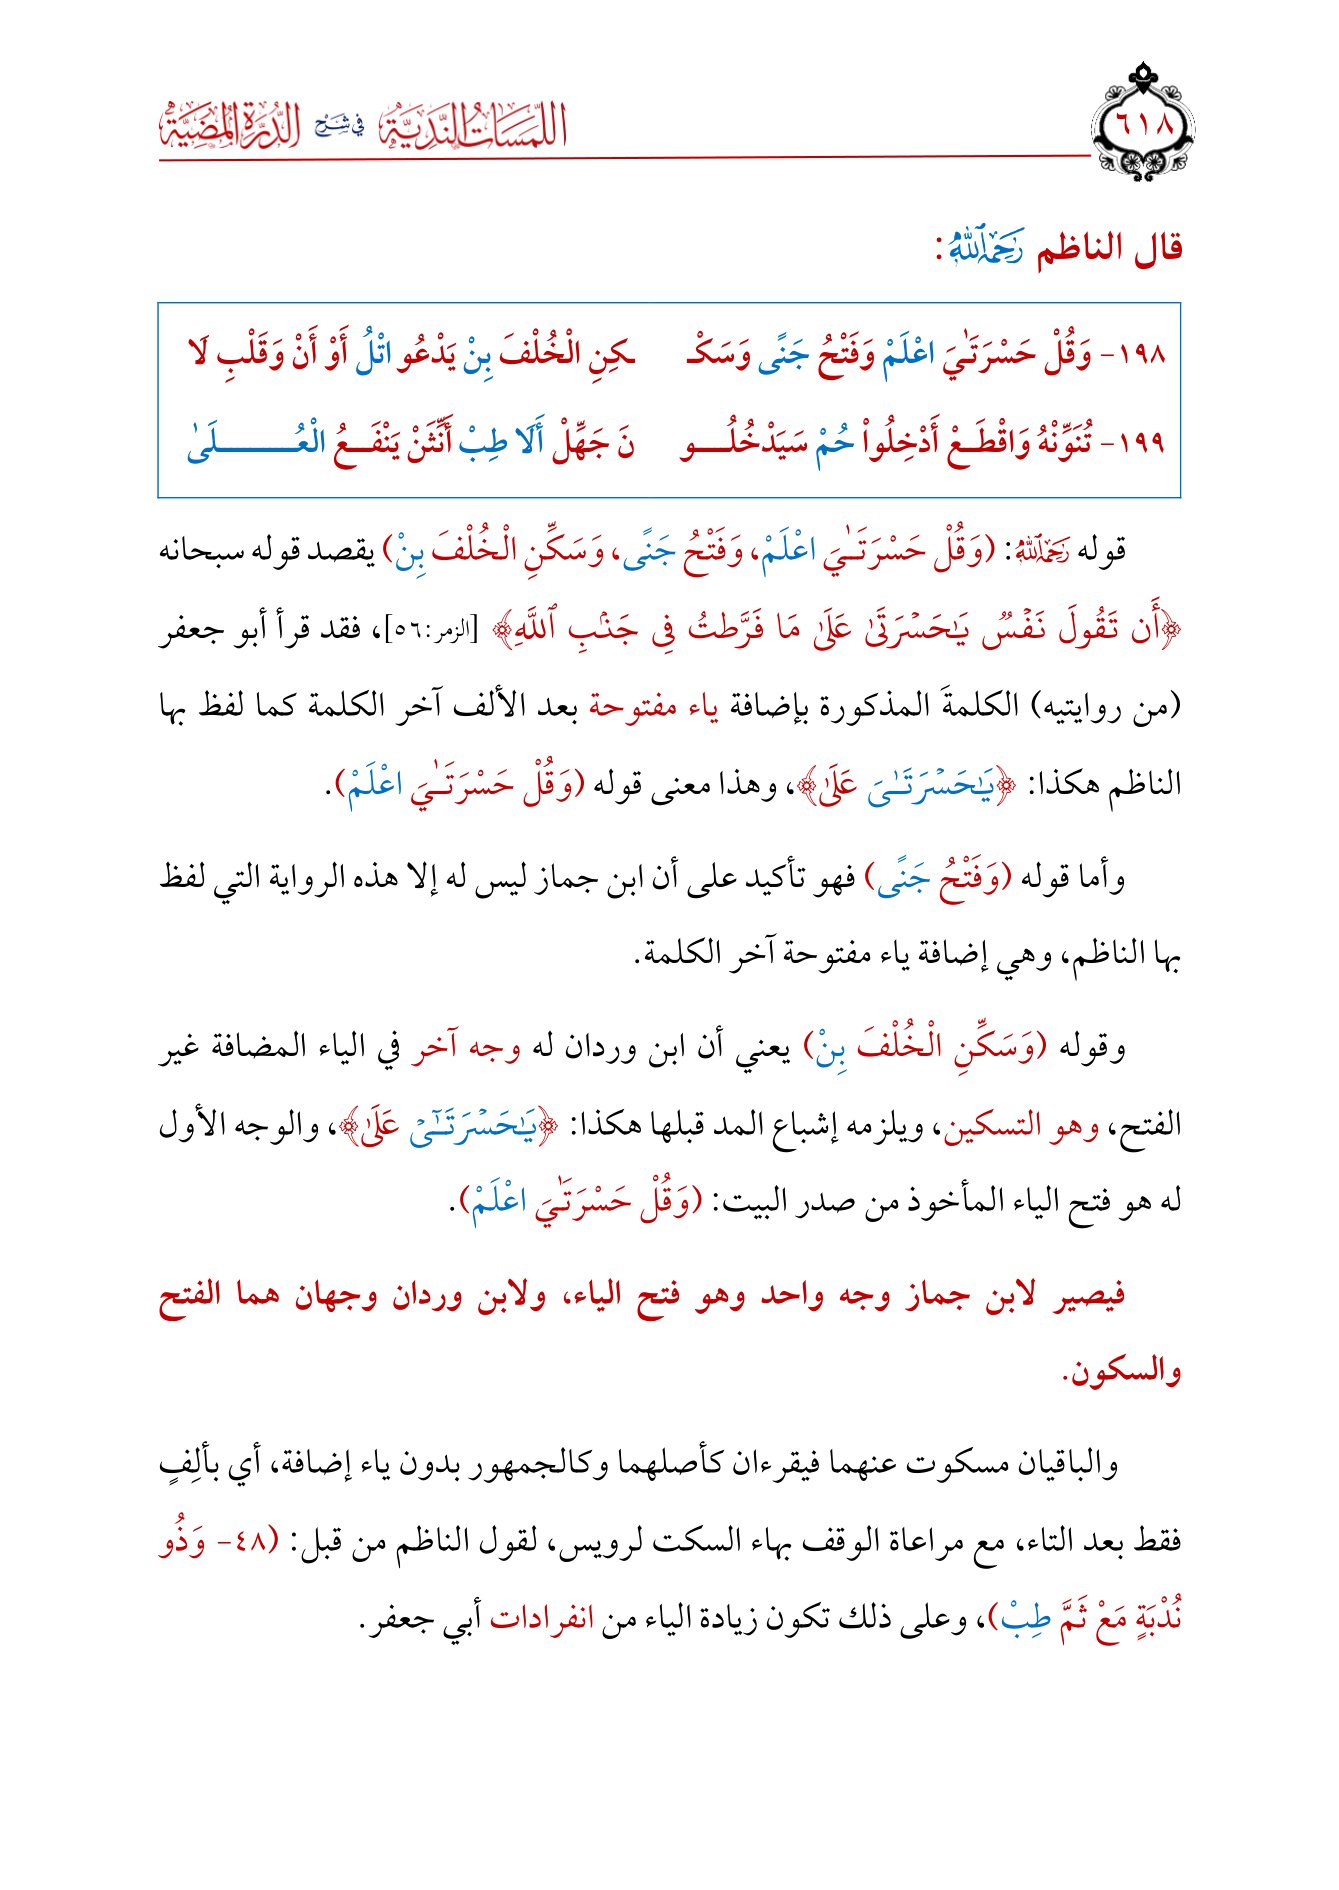 ٦١٨
اللمسات الندية في شرح الدرة المضية
قال الناظم رَحِمَهُ ٱللَّهُ:
١٩٨- وَقُلْ حَسْرَتَٰيَ اعْلَمْ وَفَتْحُ جَنًى وَسَكْـ ـكِنِ الْخُلْفَ بِنْ يَدْعُو اتْلُ أَوْ أَنْ وَقَلْبِ لَا
١٩٩- تُنَوِّنْهُ وَاقْطَعْ أَدْخِلُواْ حُمْ سَيَدْخُلُو نَ جَهِّلْ أَلَا طِبْ أَنِّثَنْ يَنْفَعُ الْعُلَىٰ
قوله رَحِمَهُ ٱللَّهُ: (وَقُلْ حَسْرَتَٰيَ اعْلَمْ، وَفَتْحُ جَنًى، وَسَكِّنِ الْخُلْفَ بِنْ) يقصد قوله سبحانه
﴿أَن تَقُولَ نَفْسٌ يَٰحَسْرَتَىٰ عَلَىٰ مَا فَرَّطتُ فِى جَنۢبِ ٱللَّهِ﴾ [الزمر:٥٦]، فقد قرأ أبو جعفر
(من روايتيه) الكلمةَ المذكورة بإضافة ياء مفتوحة بعد الألف آخر الكلمة كما لفظ بها
الناظم هكذا: ﴿يَٰحَسْرَتَٰىَ عَلَىٰ﴾، وهذا معنى قوله (وَقُلْ حَسْرَتَٰيَ اعْلَمْ).
وأما قوله (وَفَتْحُ جَنًى) فهو تأكيد على أن ابن جماز ليس له إلا هذه الرواية التي لفظ
بها الناظم، وهي إضافة ياء مفتوحة آخر الكلمة.
وقوله (وَسَكِّنِ الْخُلْفَ بِنْ) يعني أن ابن وردان له وجه آخر في الياء المضافة غير
الفتح، وهو التسكين، ويلزمه إشباع المد قبلها هكذا: ﴿يَٰحَسْرَتَٰٓىْ عَلَىٰ﴾، والوجه الأول
له هو فتح الياء المأخوذ من صدر البيت: (وَقُلْ حَسْرَتَٰيَ اعْلَمْ).
فيصير لابن جماز وجه واحد وهو فتح الياء، ولابن وردان وجهان هما الفتح
والسكون.
والباقيان مسكوت عنهما فيقرءان كأصلهما وكالجمهور بدون ياء إضافة، أي بألِفٍ
فقط بعد التاء، مع مراعاة الوقف بهاء السكت لرويس، لقول الناظم من قبل: (٤٨- وَذُو
نُدْبَةٍ مَعْ ثَمَّ طِبْ)، وعلى ذلك تكون زيادة الياء من انفرادات أبي جعفر.